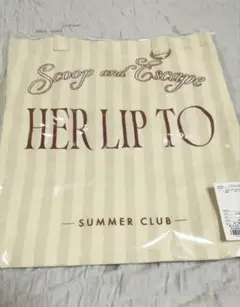 Scoop and Escape
HER LIP TO
— SUMMER CLUB —